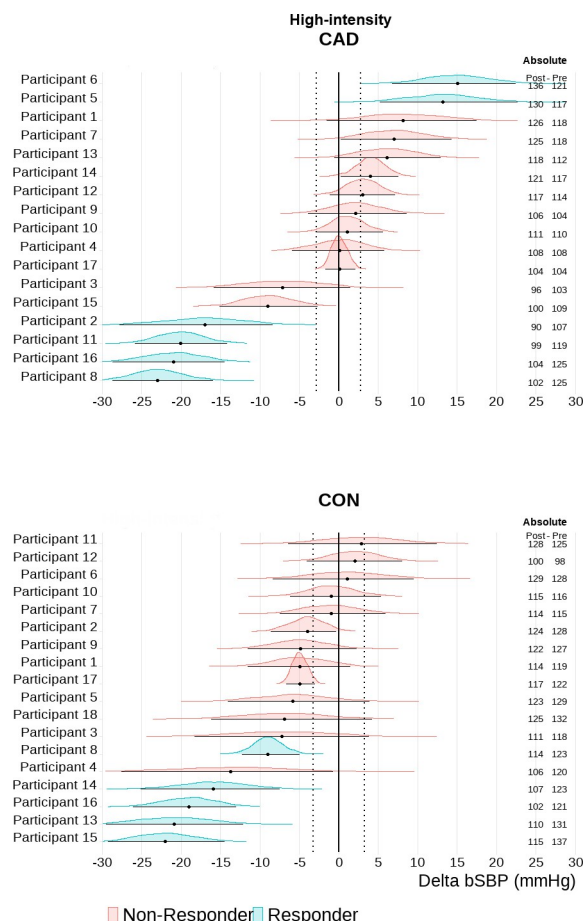 High-intensity
CAD
Absolute
Post - Pre
Participant 6 136 121
Participant 5 130 117
Participant 1 126 118
Participant 7 125 118
Participant 13 118 112
Participant 14 121 117
Participant 12 117 114
Participant 9 106 104
Participant 10 111 110
Participant 4 108 108
Participant 17 104 104
Participant 3 96 103
Participant 15 100 109
Participant 2 90 107
Participant 11 99 119
Participant 16 104 125
Participant 8 102 125
-30 -25 -20 -15 -10 -5 0 5 10 15 20 25 30
CON
Absolute
Post - Pre
Participant 11 128 125
Participant 12 100 98
Participant 6 129 128
Participant 10 115 116
Participant 7 114 115
Participant 2 124 128
Participant 9 122 127
Participant 1 114 119
Participant 17 117 122
Participant 5 123 129
Participant 18 125 132
Participant 3 111 118
Participant 8 114 123
Participant 4 106 120
Participant 14 107 123
Participant 16 102 121
Participant 13 110 131
Participant 15 115 137
-30 -25 -20 -15 -10 -5 0 5 10 15 20 25 30
Delta bSBP (mmHg)
Non-Responder Responder